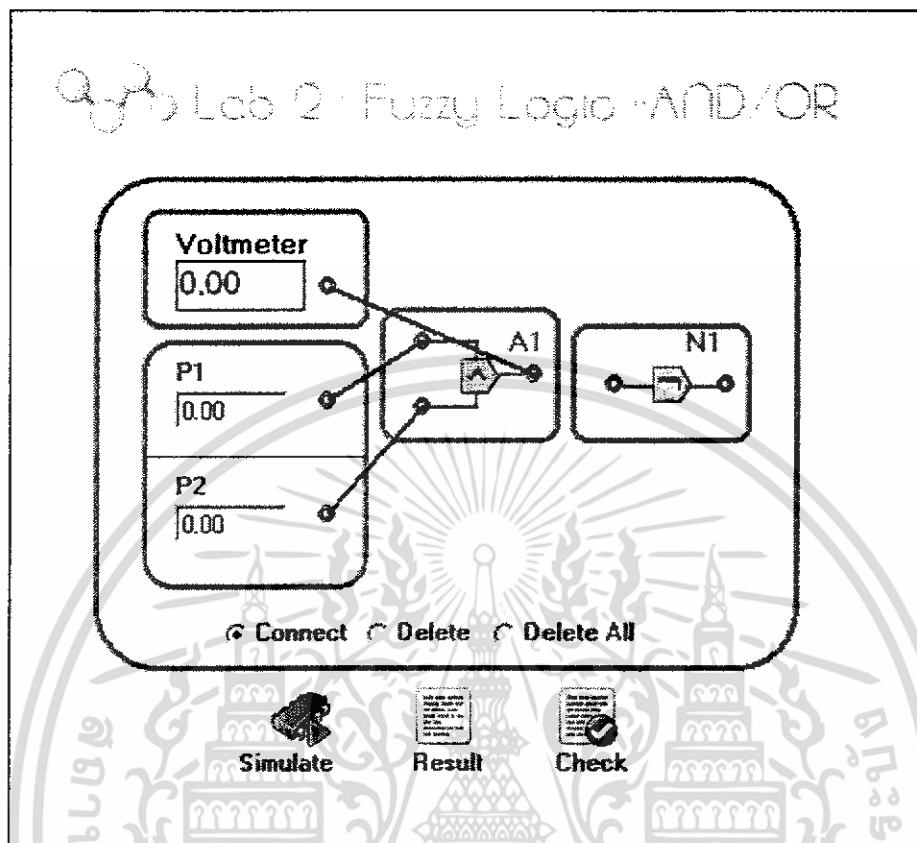 Lab 2 : Fuzzy Logic -AND/OR
Voltmeter
0.00
A1
N1
P1
0.00
P2
0.00
Connect Delete Delete All
Simulate Result Check